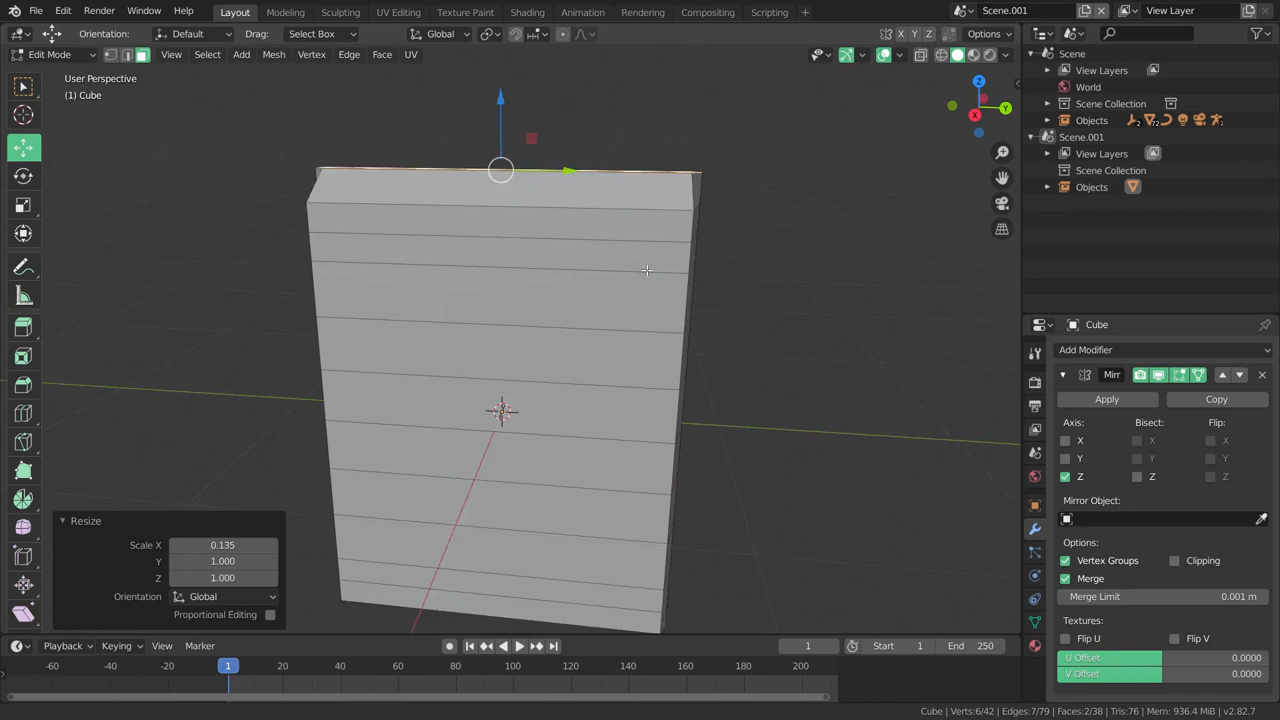 File Edit Render Window Help Layout Modeling Sculpting UV Editing Texture Paint Shading Animation Rendering Compositing Scripting + Scene.001 View Layer
Orientation: Default Drag: Select Box Global X Y Z Options
Edit Mode View Select Add Mesh Vertex Edge Face UV
User Perspective
(1) Cube
Z
Y
X
Scene
View Layers
World
Scene Collection
Objects 2 72 7
Scene.001
View Layers
Scene Collection
Objects
Cube
Add Modifier
Mirr
Apply Copy
Axis: Bisect: Flip:
X X X
Y Y Y
Z Z Z
Mirror Object:
Options:
Vertex Groups Clipping
Merge
Merge Limit 0.001 m
Textures:
Flip U Flip V
U Offset 0.0000
V Offset 0.0000
Resize
Scale X 0.135
Y 1.000
Z 1.000
Orientation Global
Proportional Editing
Playback Keying View Marker 1 Start 1 End 250
-60 -40 -20 1 20 40 60 80 100 120 140 160 180 200
Cube | Verts:6/42 | Edges:7/79 | Faces:2/38 | Tris:76 | Mem: 936.4 MiB | v2.82.7